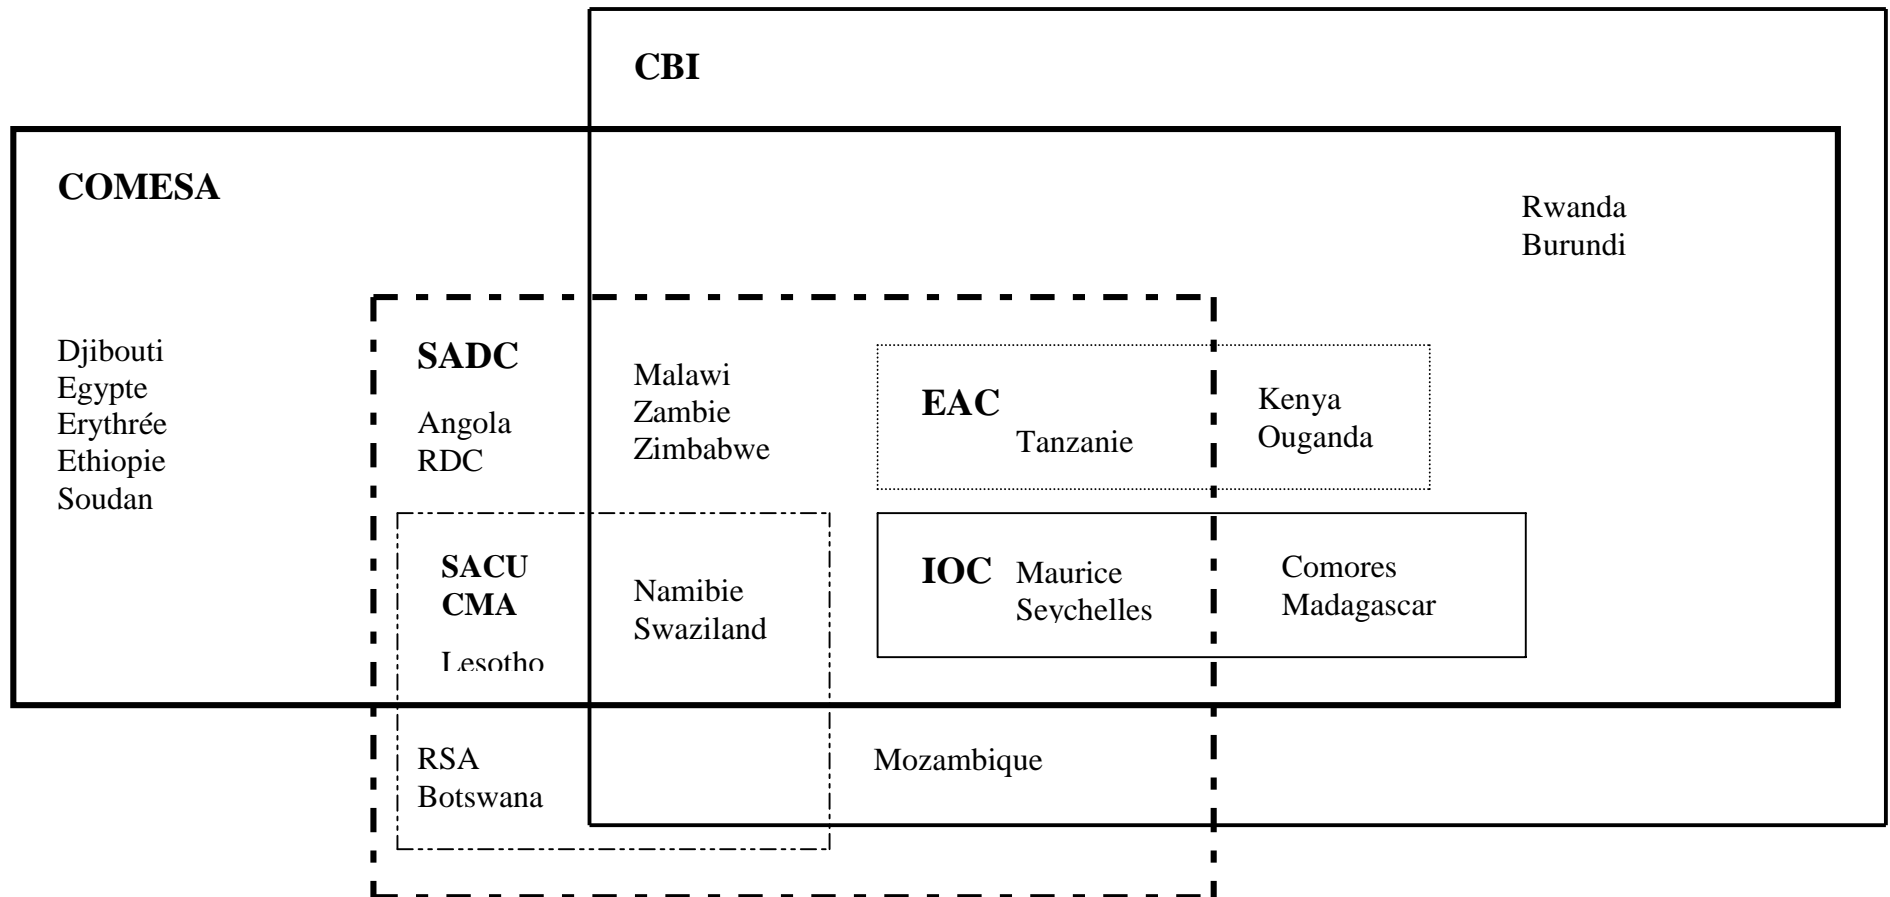 CBI
COMESA
Rwanda
Burundi
Djibouti
Egypte
Erythrée
Ethiopie
Soudan
SADC
Angola
RDC
Malawi
Zambie
Zimbabwe
EAC
Tanzanie
Kenya
Ouganda
SACU
CMA
Lesotho
Namibie
Swaziland
IOC
Maurice
Seychelles
Comores
Madagascar
RSA
Botswana
Mozambique